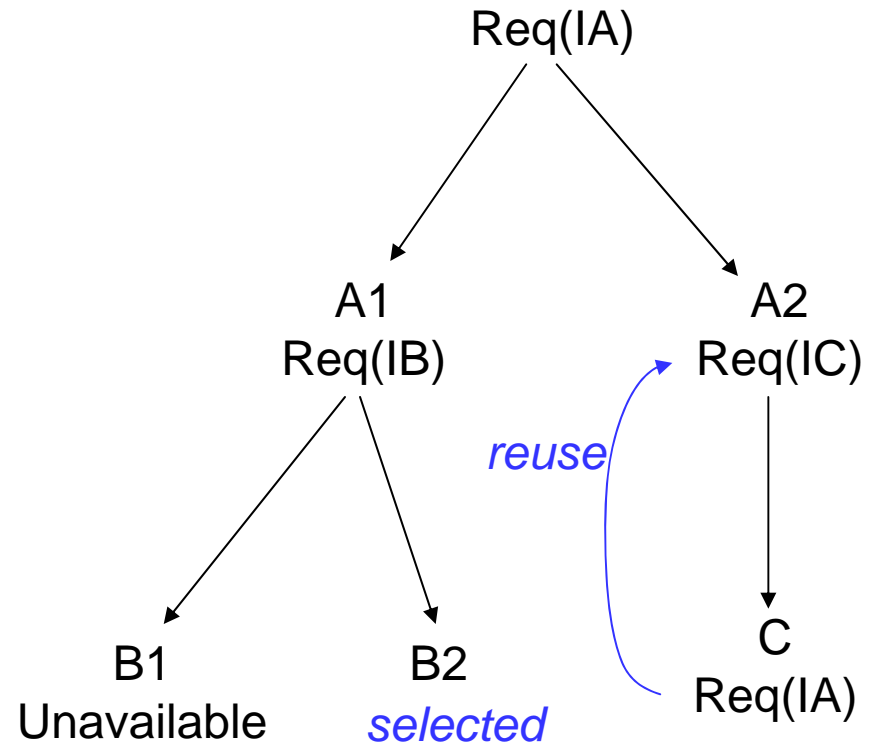 Req(IA)
A1
Req(IB)
A2
Req(IC)
reuse
B1
Unavailable
B2
selected
C
Req(IA)